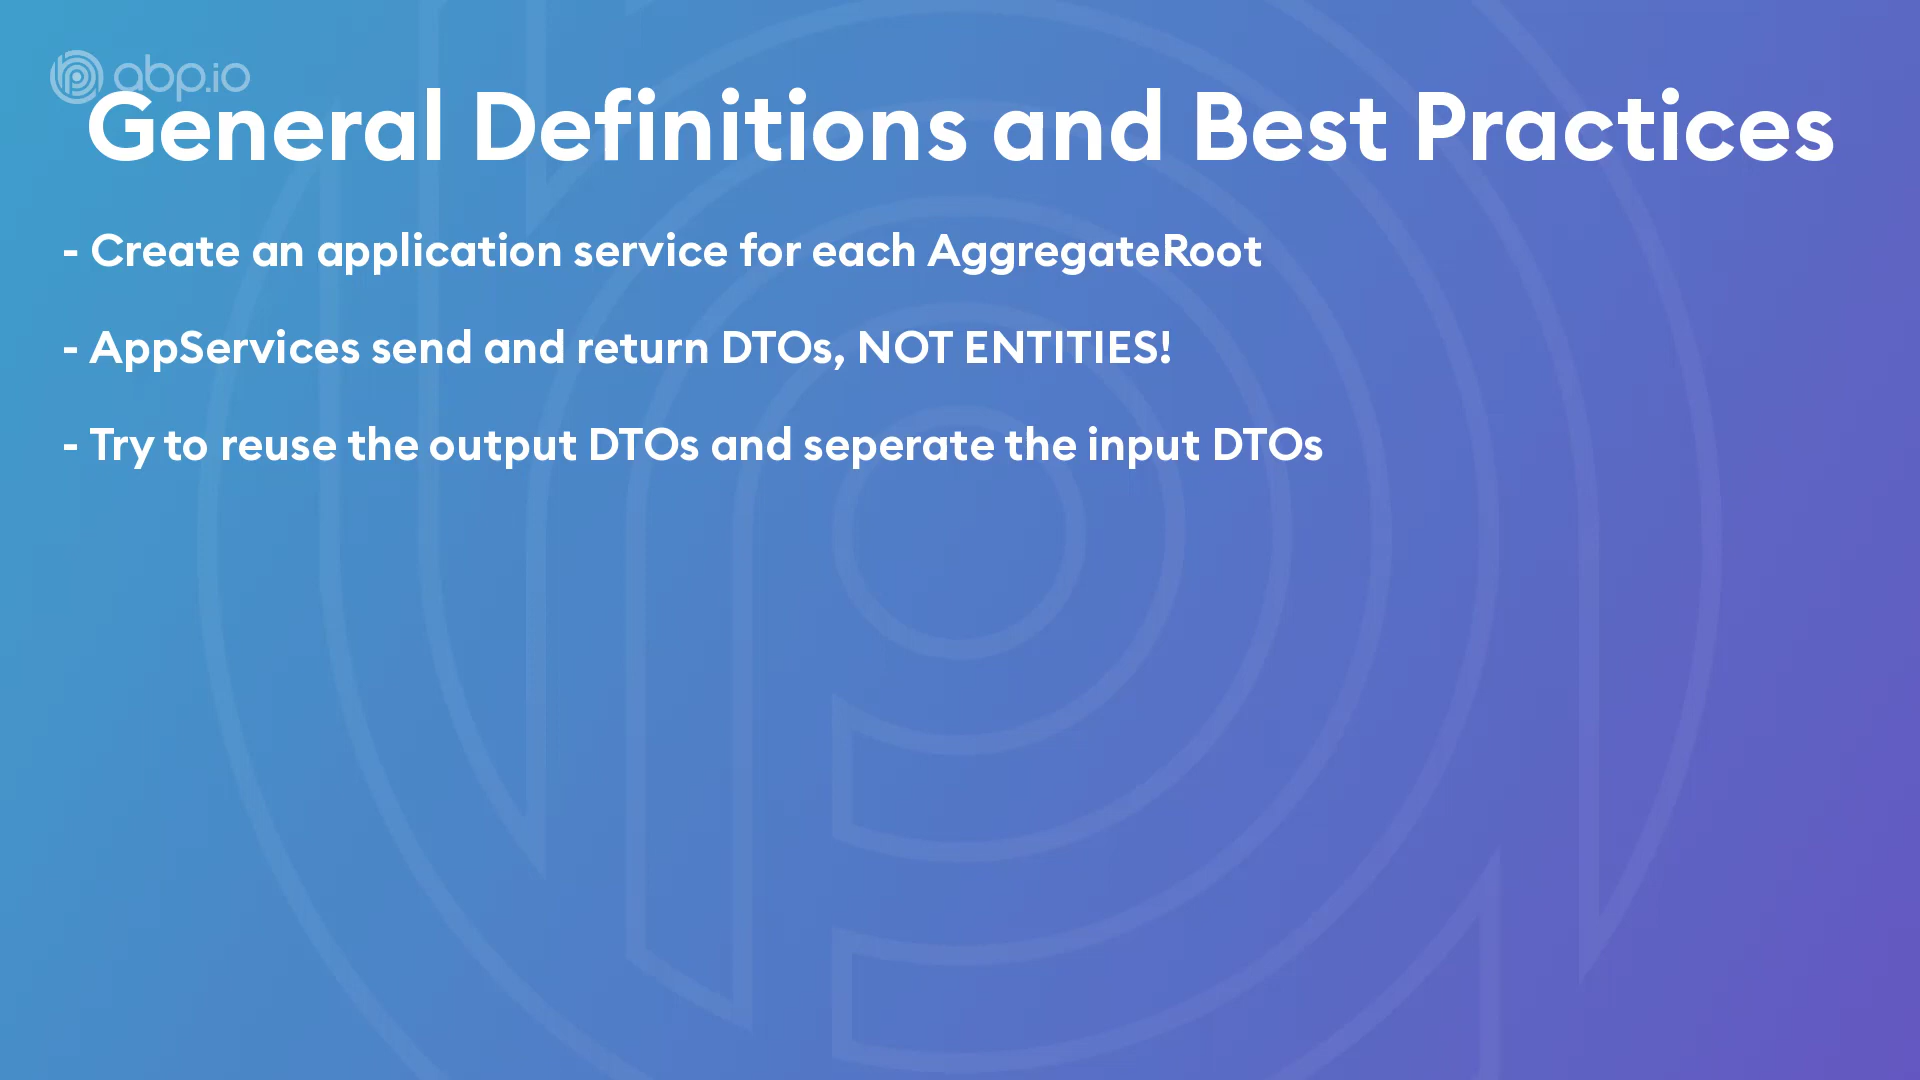 abp.io
General Definitions and Best Practices
- Create an application service for each AggregateRoot
- AppServices send and return DTOs, NOT ENTITIES!
- Try to reuse the output DTOs and seperate the input DTOs